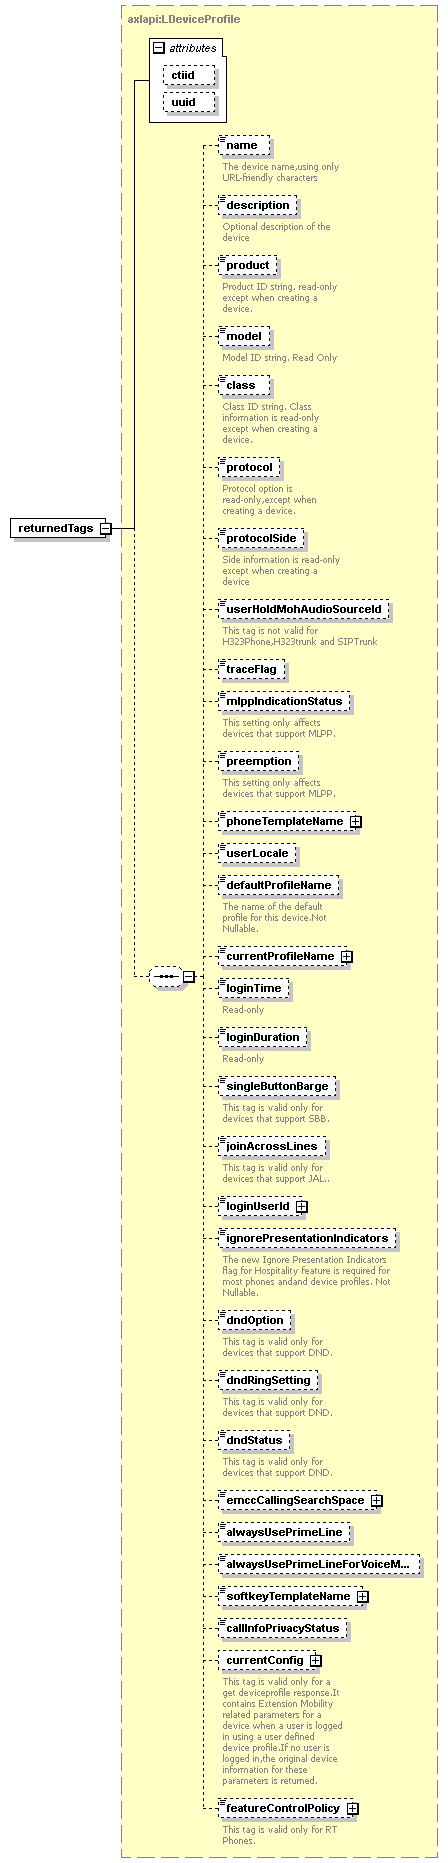 axlapi:LDeviceProfile
attributes
ctiid
uuid
name
The device name,using only
URL-friendly characters
description
Optional description of the
device
product
Product ID string. read-only
except when creating a
device.
model
Model ID string. Read Only
class
Class ID string. Class
information is read-only
except when creating a
device.
protocol
Protocol option is
read-only,except when
creating a device.
returnedTags
protocolSide
Side information is read-only
except when creating a
device
userHoldMohAudioSourceId
This tag is not valid for
H323Phone,H323trunk and SIPTrunk
traceFlag
mlppIndicationStatus
This setting only affects
devices that support MLPP.
preemption
This setting only affects
devices that support MLPP.
phoneTemplateName
userLocale
defaultProfileName
The name of the default
profile for this device.Not
Nullable.
currentProfileName
loginTime
Read-only
loginDuration
Read-only
singleButtonBarge
This tag is valid only for
devices that support SBB.
joinAcrossLines
This tag is valid only for
devices that support JAL..
loginUserId
ignorePresentationIndicators
The new Ignore Presentation Indicators
flag for Hospitality feature is required for
most phones andand device profiles. Not
Nullable.
dndOption
This tag is valid only for
devices that support DND.
dndRingSetting
This tag is valid only for
devices that support DND.
dndStatus
This tag is valid only for
devices that support DND.
emccCallingSearchSpace
alwaysUsePrimeLine
alwaysUsePrimeLineForVoiceM...
softkeyTemplateName
callInfoPrivacyStatus
currentConfig
This tag is valid only for a
get deviceprofile response.It
contains Extension Mobility
related parameters for a
device when a user is logged
in using a user defined
device profile.If no user is
logged in,the original device
information for these
parameters is returned.
featureControlPolicy
This tag is valid only for RT
Phones.